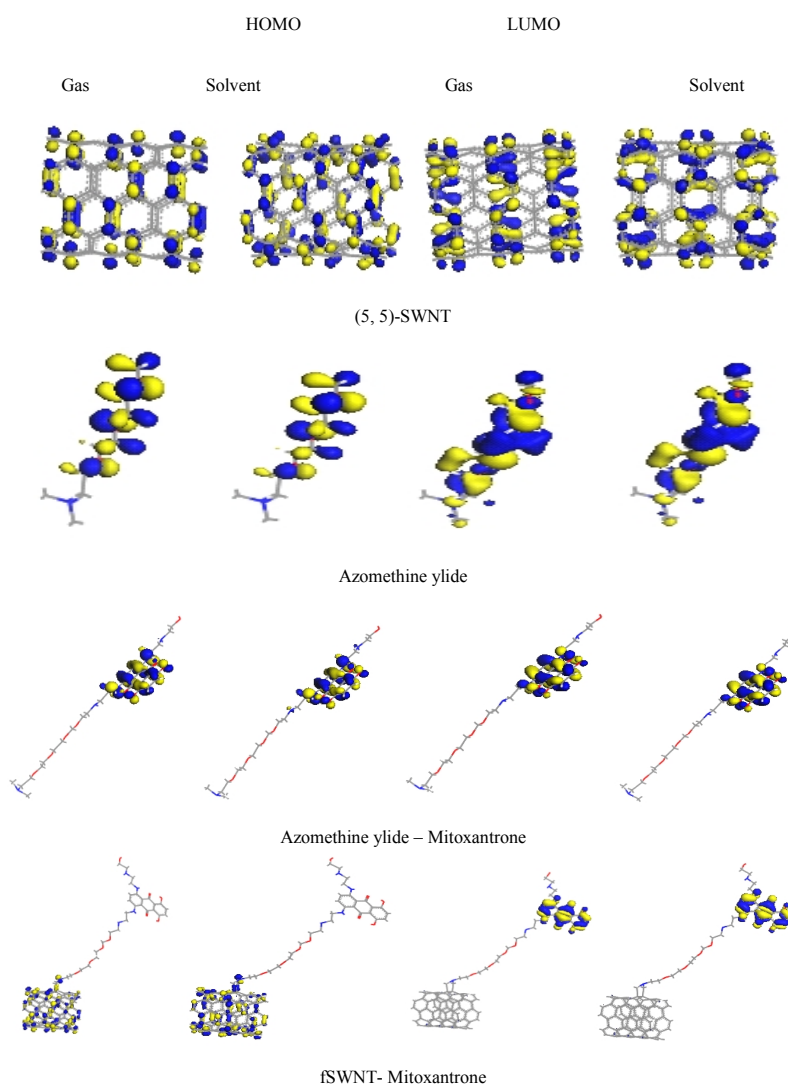 HOMO LUMO
Gas Solvent Gas Solvent
(5, 5)-SWNT
Azomethine ylide
Azomethine ylide – Mitoxantrone
fSWNT- Mitoxantrone